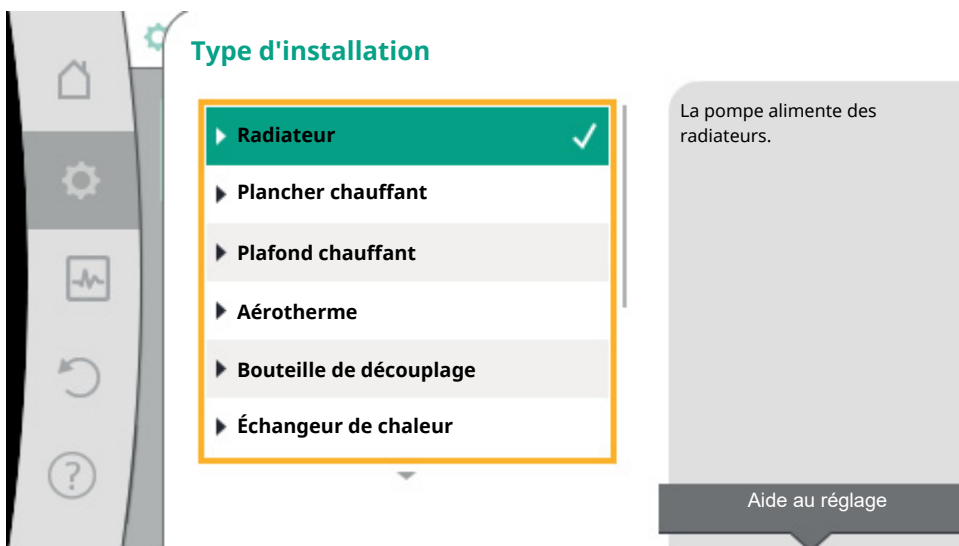 Type d'installation
Radiateur
Plancher chauffant
Plafond chauffant
Aérotherme
Bouteille de découplage
Échangeur de chaleur
La pompe alimente des
radiateurs.
Aide au réglage
?